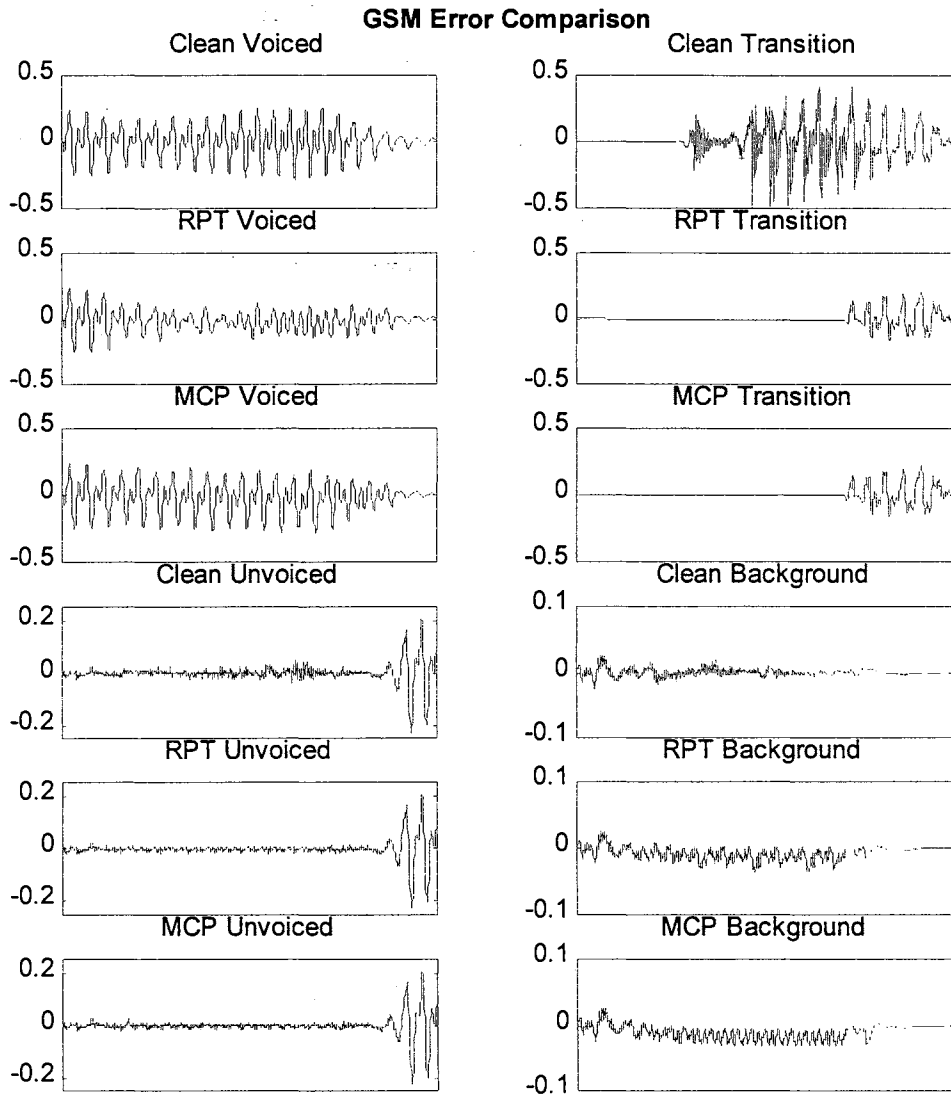 GSM Error Comparison
Clean Voiced
0.5
0
-0.5
Clean Transition
0.5
0
-0.5
RPT Voiced
0.5
0
-0.5
RPT Transition
0.5
0
-0.5
MCP Voiced
0.5
0
-0.5
MCP Transition
0.5
0
-0.5
Clean Unvoiced
0.2
0
-0.2
Clean Background
0.1
0
-0.1
RPT Unvoiced
0.2
0
-0.2
RPT Background
0.1
0
-0.1
MCP Unvoiced
0.2
0
-0.2
MCP Background
0.1
0
-0.1